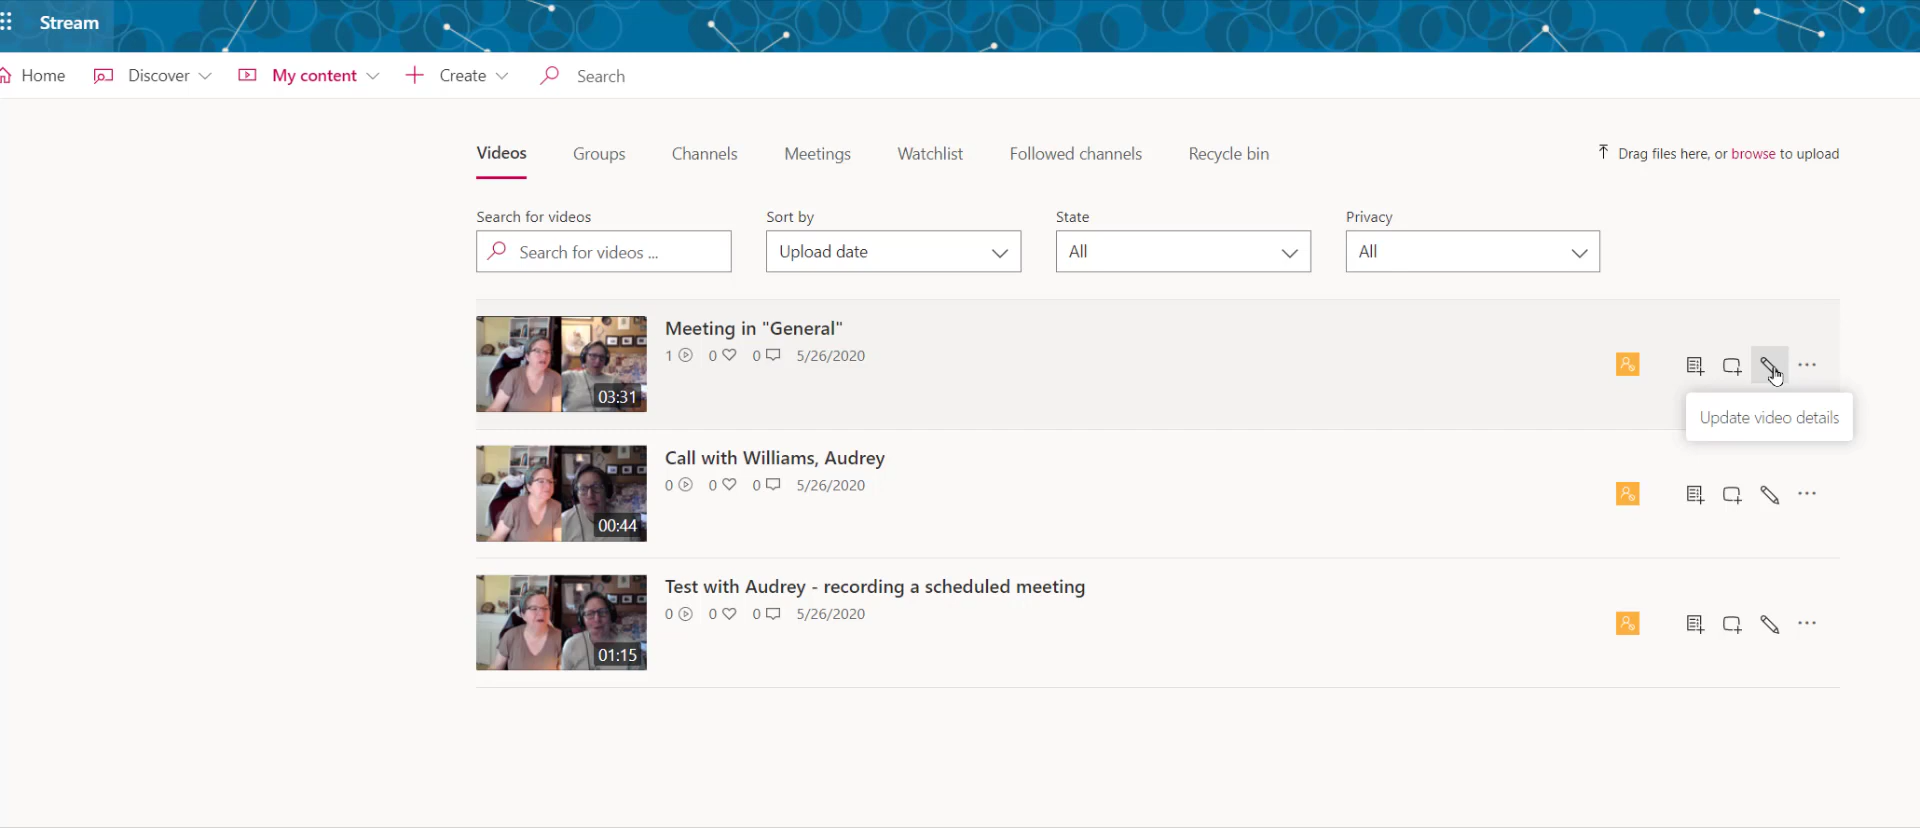 Stream
Home Discover My content Create Search
Videos Groups Channels Meetings Watchlist Followed channels Recycle bin Drag files here, or browse to upload
Search for videos Sort by State Privacy
Search for videos ... Upload date All All
Meeting in "General"
1 0 0 5/26/2020
03:31
Update video details
Call with Williams, Audrey
0 0 0 5/26/2020
00:44
Test with Audrey - recording a scheduled meeting
0 0 0 5/26/2020
01:15